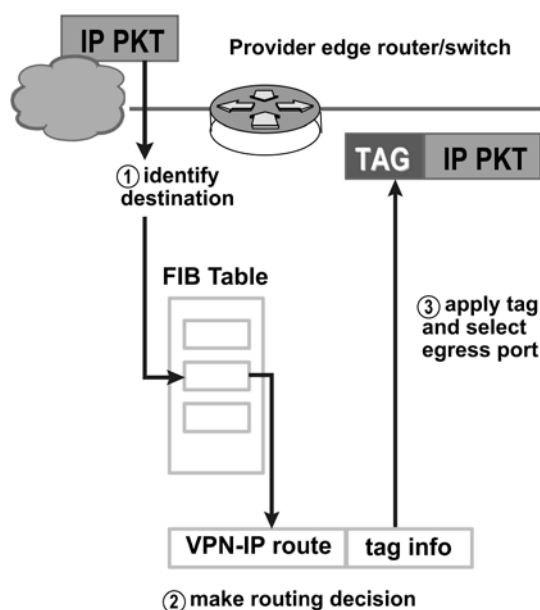 IP PKT
Provider edge router/switch
TAG IP PKT
① identify
destination
FIB Table
③ apply tag
and select
egress port
VPN-IP route tag info
② make routing decision